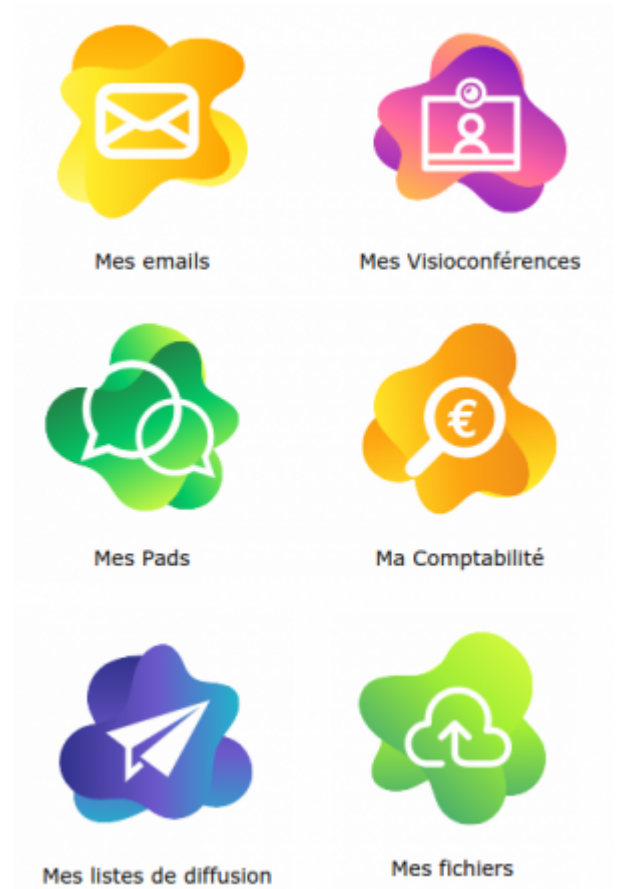 Mes emails
Mes Visioconférences
€
Mes Pads
Ma Comptabilité
Mes listes de diffusion
Mes fichiers